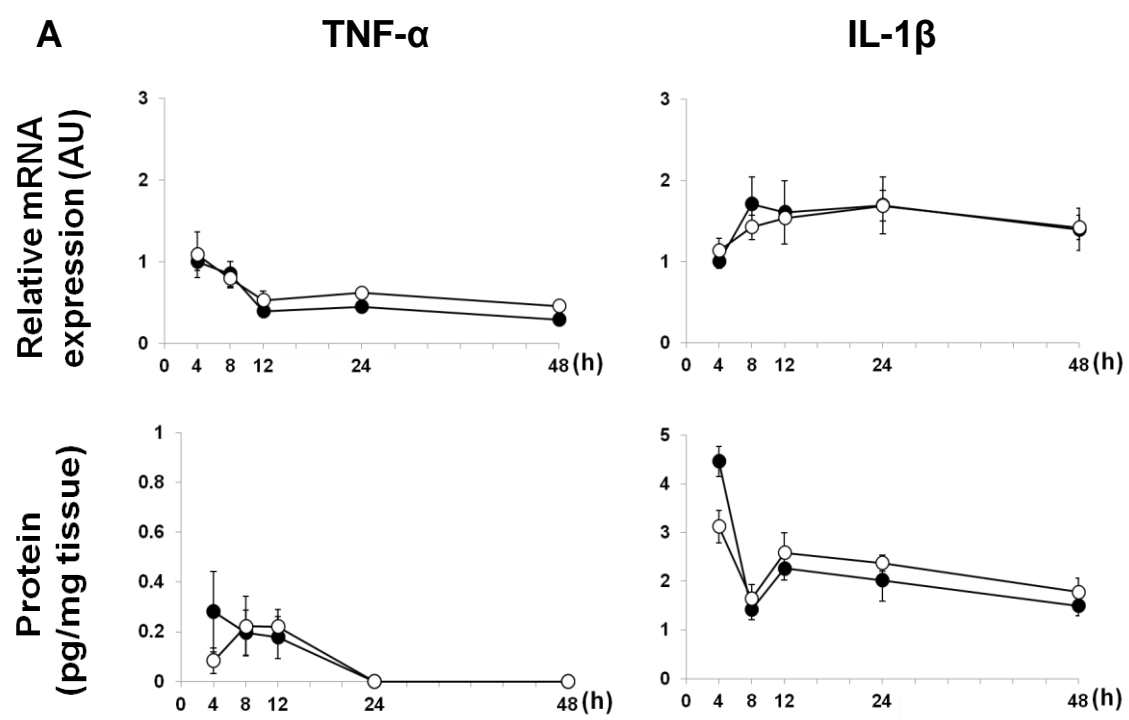 A
TNF-α
IL-1β
Relative mRNA
expression (AU)
3
2
1
0
0 4 8 12 24 48 (h)
3
2
1
0
0 4 8 12 24 48 (h)
Protein
(pg/mg tissue)
1
0.8
0.6
0.4
0.2
0
0 4 8 12 24 48 (h)
5
4
3
2
1
0
0 4 8 12 24 48 (h)